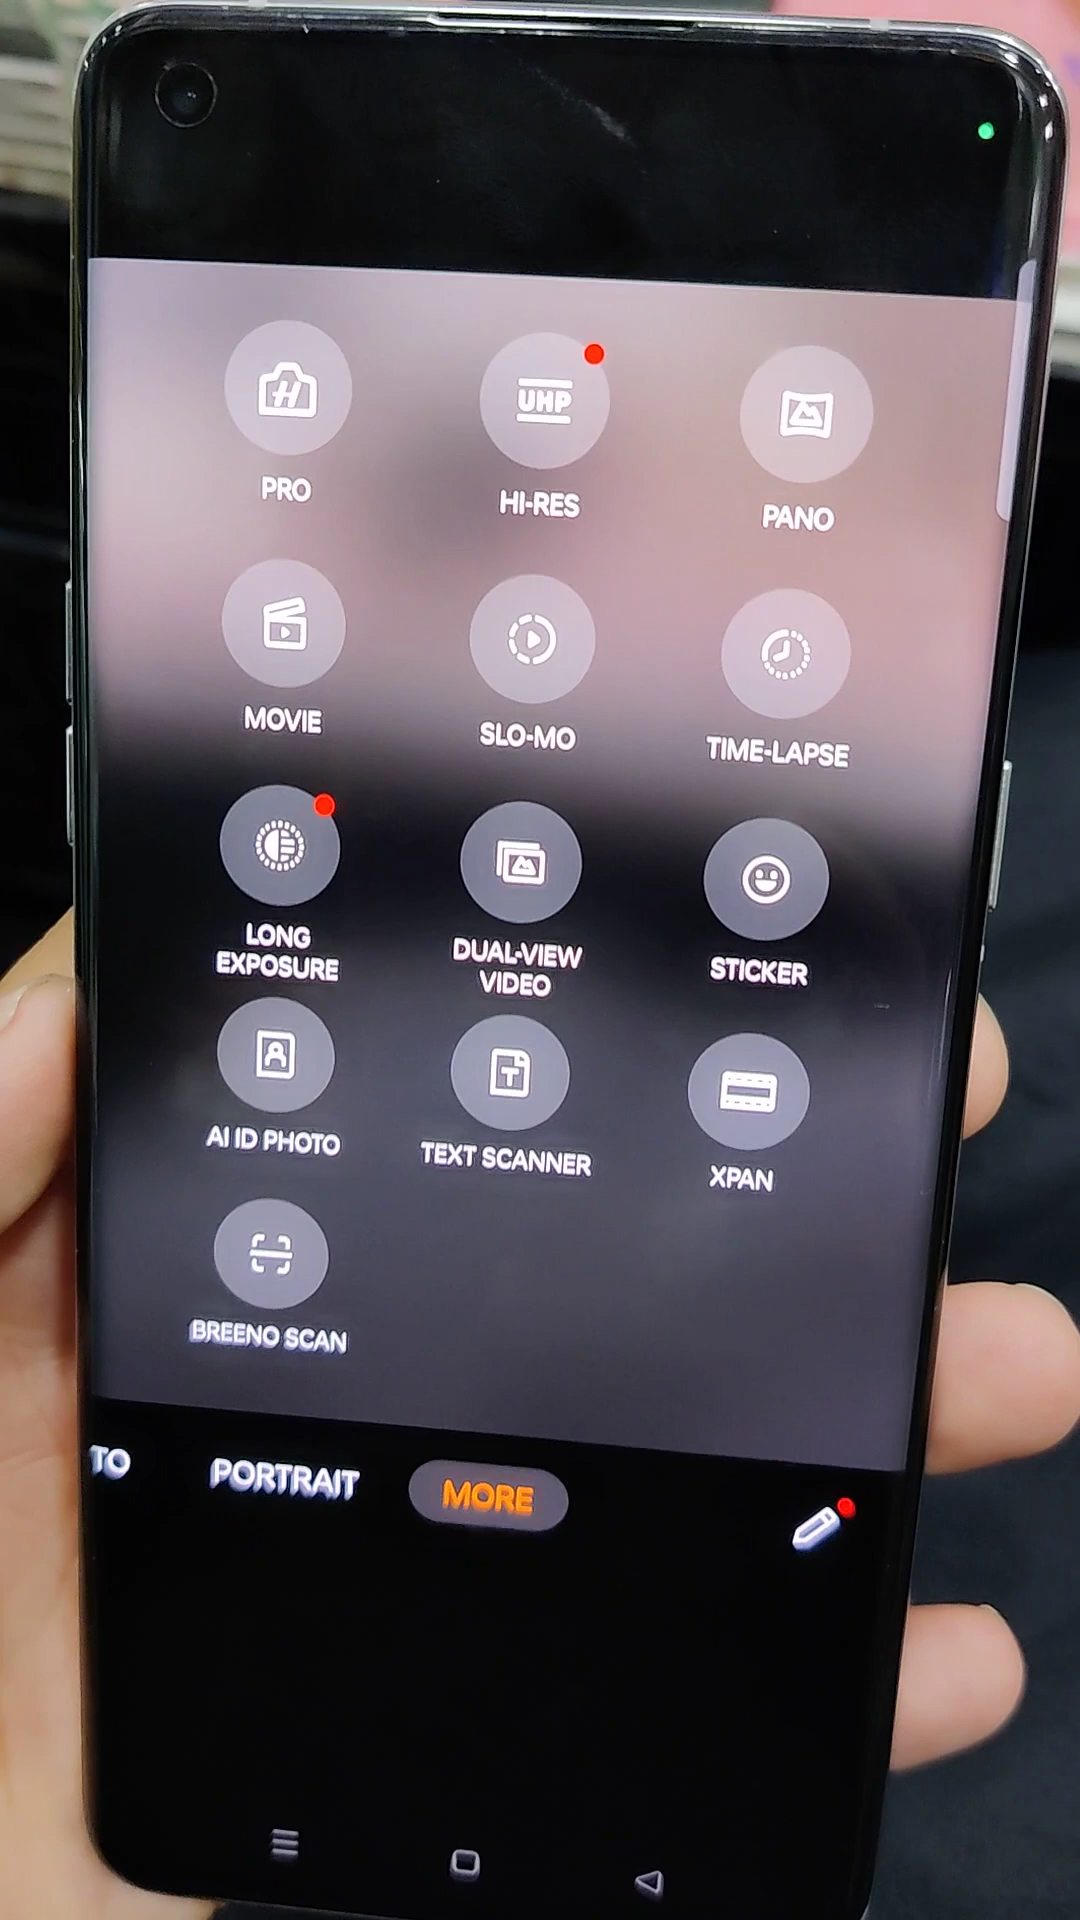 H
UHP
PRO
HI-RES
PANO
MOVIE
SLO-MO
TIME-LAPSE
LONG
EXPOSURE
DUAL-VIEW
VIDEO
STICKER
T
AI ID PHOTO
TEXT SCANNER
XPAN
BREENO SCAN
TO
PORTRAIT
MORE